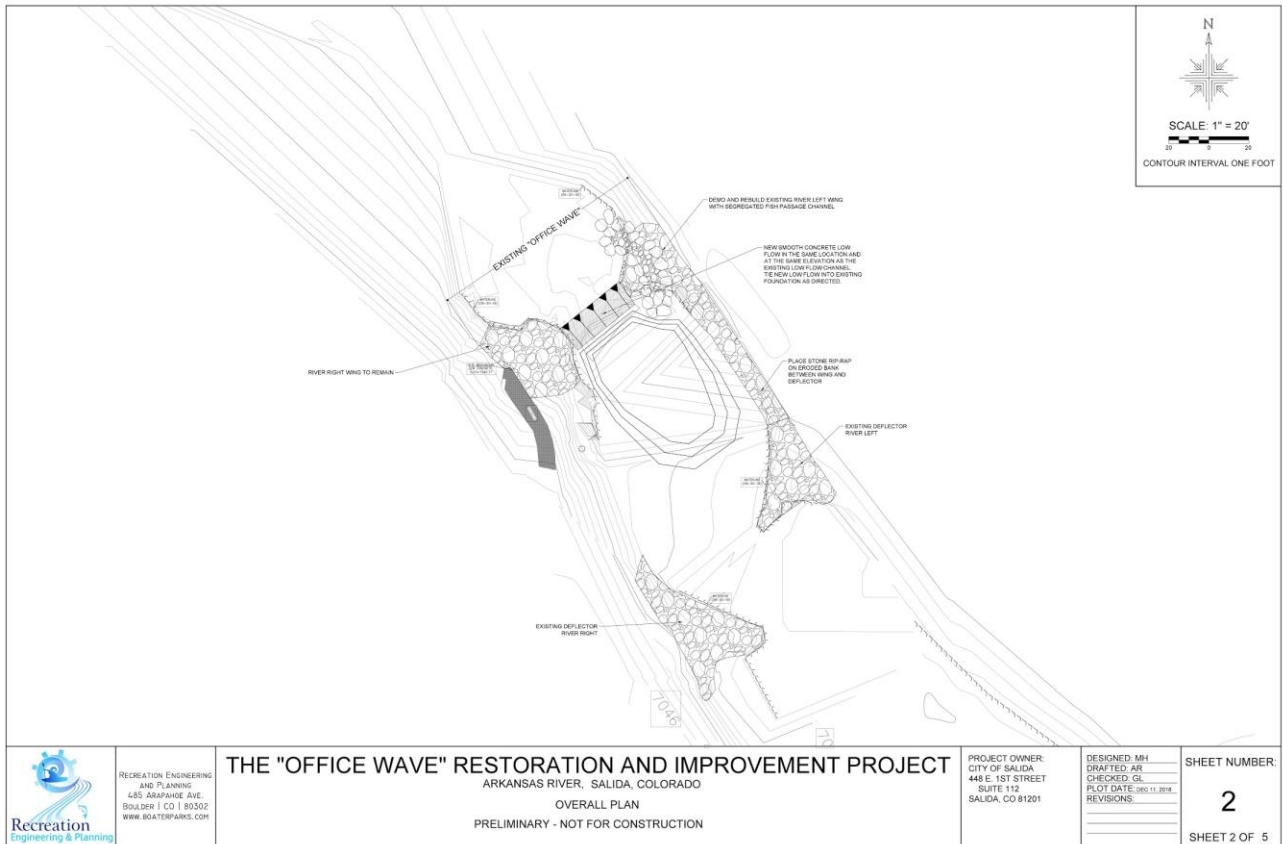 N
SCALE: 1" = 20'
20 0 20
CONTOUR INTERVAL ONE FOOT
DEMO AND REBUILD EXISTING RIVER LEFT WING
WITH SEGREGATED FISH PASSAGE CHANNEL
EXISTING "OFFICE WAVE"
NEW SMOOTH CONCRETE LOW
FLOW IN THE SAME LOCATION AND
AT THE SAME ELEVATION AS THE
EXISTING LOW FLOW CHANNEL.
TIE NEW LOW FLOW INTO EXISTING
FOUNDATION AS DIRECTED.
RIVER RIGHT WING TO REMAIN
PLACE STONE RIP-RAP
ON ERODED BANK
BETWEEN WING AND
DEFLECTOR
EXISTING DEFLECTOR
RIVER LEFT
EXISTING DEFLECTOR
RIVER RIGHT
7046
70
Recreation
Engineering & Planning
RECREATION ENGINEERING
AND PLANNING
485 ARAPAHOE AVE.
BOULDER | CO | 80302
WWW.BOATERPARKS.COM
THE "OFFICE WAVE" RESTORATION AND IMPROVEMENT PROJECT
ARKANSAS RIVER, SALIDA, COLORADO
OVERALL PLAN
PRELIMINARY - NOT FOR CONSTRUCTION
PROJECT OWNER:
CITY OF SALIDA
448 E. 1ST STREET
SUITE 112
SALIDA, CO 81201
DESIGNED: MH
DRAFTED: AR
CHECKED: GL
PLOT DATE: DEC 11, 2018
REVISIONS:
SHEET NUMBER:
2
SHEET 2 OF 5